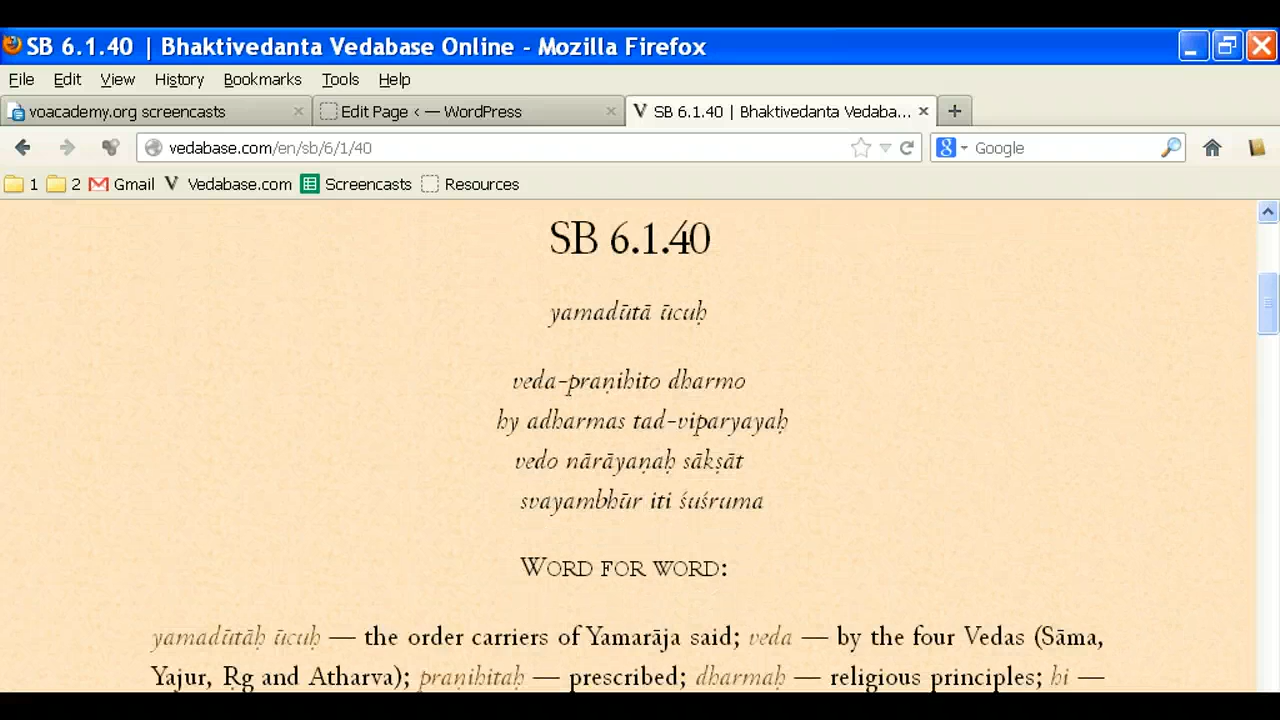 SB 6.1.40 | Bhaktivedanta Vedabase Online - Mozilla Firefox
File Edit View History Bookmarks Tools Help
voacademy.org screencasts Edit Page ‹ — WordPress V SB 6.1.40 | Bhaktivedanta Vedaba...
vedabase.com/en/sb/6/1/40 8 Google
1 2 Gmail V Vedabase.com Screencasts Resources
SB 6.1.40
yamadūtā ūcuḥ
veda-praṇihito dharmo
hy adharmas tad-viparyayaḥ
vedo nārāyaṇaḥ sākṣāt
svayambhūr iti śuśruma
Word for word:
yamadūtāḥ ūcuḥ — the order carriers of Yamarāja said; veda — by the four Vedas (Sāma,
Yajur, Ṛg and Atharva); praṇihitaḥ — prescribed; dharmaḥ — religious principles; hi —